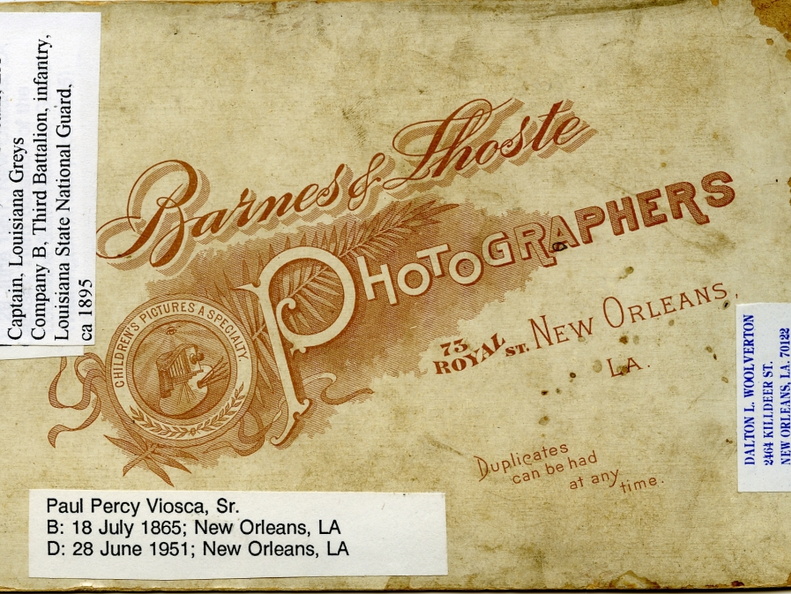 Captain, Louisiana Greys
Company B, Third Battalion, infantry,
Louisiana State National Guard.
ca 1895
Barnes & Lhoste
PHOTOGRAPHERS
73 ROYAL ST. NEW ORLEANS,
LA.
CHILDREN'S PICTURES A SPECIALTY.
Duplicates
can be had
at any
time.
DALTON L. WOOLVERTON
2464 KILLDEER ST.
NEW ORLEANS, LA. 70122
Paul Percy Viosca, Sr.
B: 18 July 1865; New Orleans, LA
D: 28 June 1951; New Orleans, LA